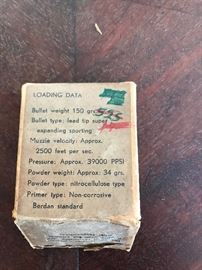 LOADING DATA
Bullet weight 150 grs.
Bullet type: lead tip super
expanding sporting
Muzzle velocity: Approx.
2500 feet per sec.
Pressure: Approx. 39000 PPSI
Powder weight: Approx: 34 grs.
Powder type: nitrocellulose type
Primer type: Non-corrosive
Berdan standard